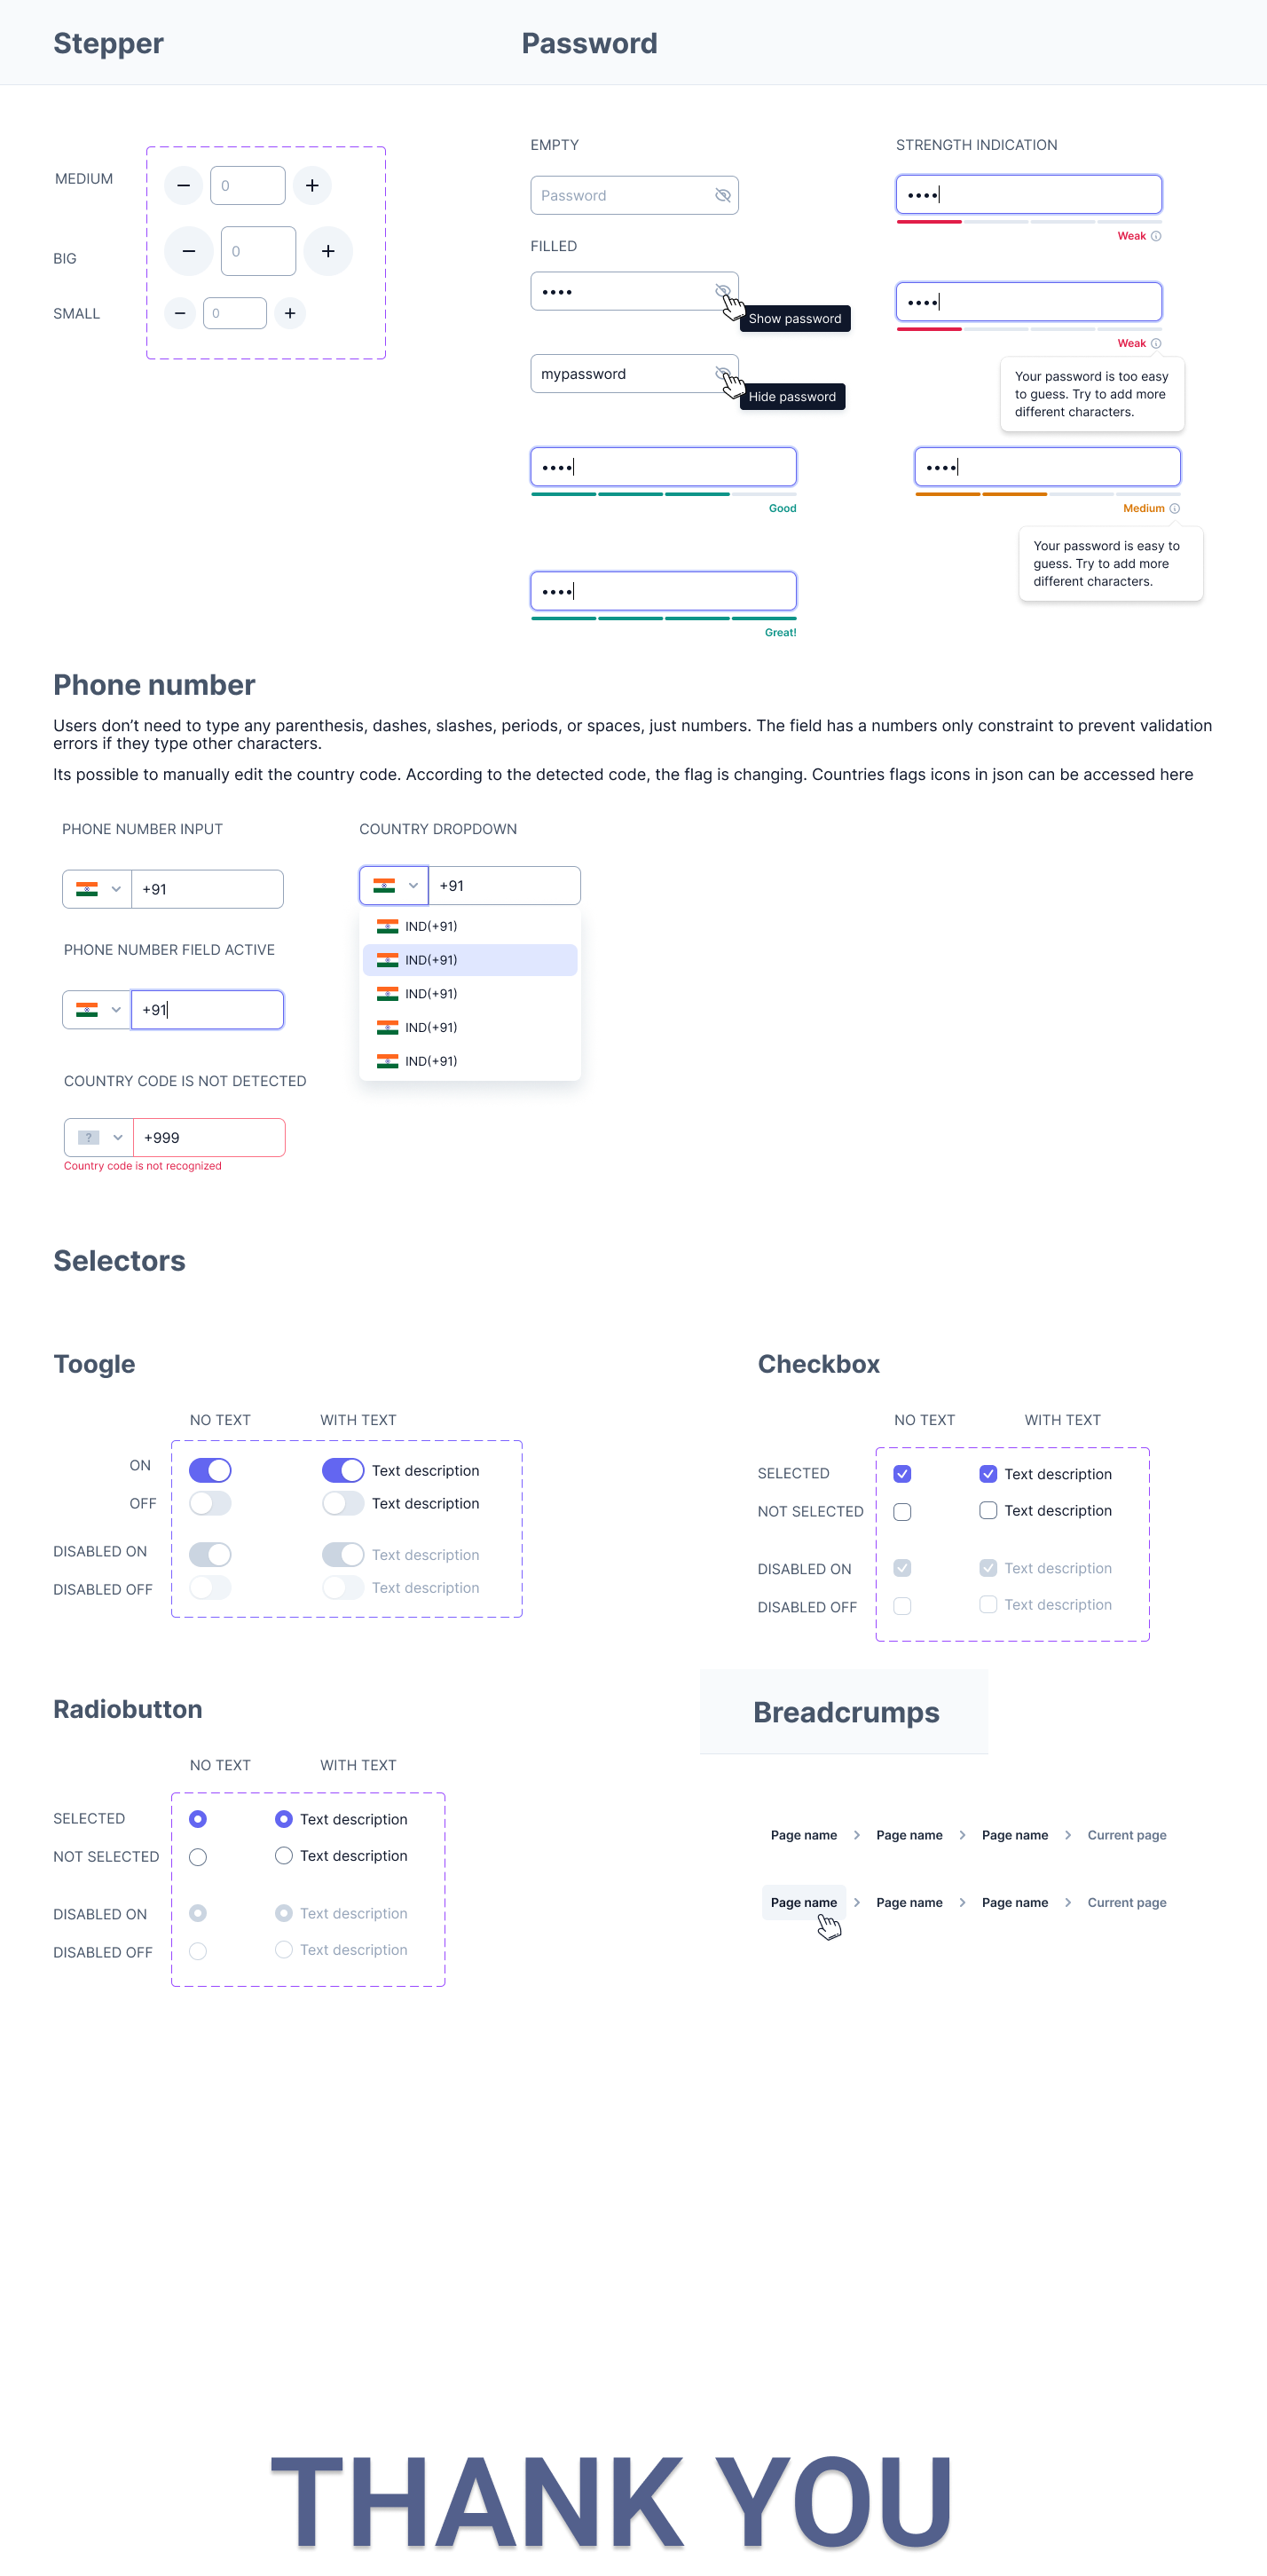 Stepper
Password
MEDIUM
0
BIG
0
SMALL
0
EMPTY
Password
FILLED
••••
Show password
mypassword
Hide password
••••
Good
••••
Great!
STRENGTH INDICATION
••••
Weak
••••
Weak
Your password is too easy
to guess. Try to add more
different characters.
••••
Medium
Your password is easy to
guess. Try to add more
different characters.
Phone number
Users don’t need to type any parenthesis, dashes, slashes, periods, or spaces, just numbers. The field has a numbers only constraint to prevent validation
errors if they type other characters.
Its possible to manually edit the country code. According to the detected code, the flag is changing. Countries flags icons in json can be accessed here
PHONE NUMBER INPUT
+91
PHONE NUMBER FIELD ACTIVE
+91
COUNTRY CODE IS NOT DETECTED
? +999
Country code is not recognized
COUNTRY DROPDOWN
+91
IND(+91)
IND(+91)
IND(+91)
IND(+91)
IND(+91)
Selectors
Toogle
NO TEXT WITH TEXT
ON Text description
OFF Text description
DISABLED ON Text description
DISABLED OFF Text description
Checkbox
NO TEXT WITH TEXT
SELECTED Text description
NOT SELECTED Text description
DISABLED ON Text description
DISABLED OFF Text description
Radiobutton
NO TEXT WITH TEXT
SELECTED Text description
NOT SELECTED Text description
DISABLED ON Text description
DISABLED OFF Text description
Breadcrumps
Page name > Page name > Page name > Current page
Page name > Page name > Page name > Current page
THANK YOU